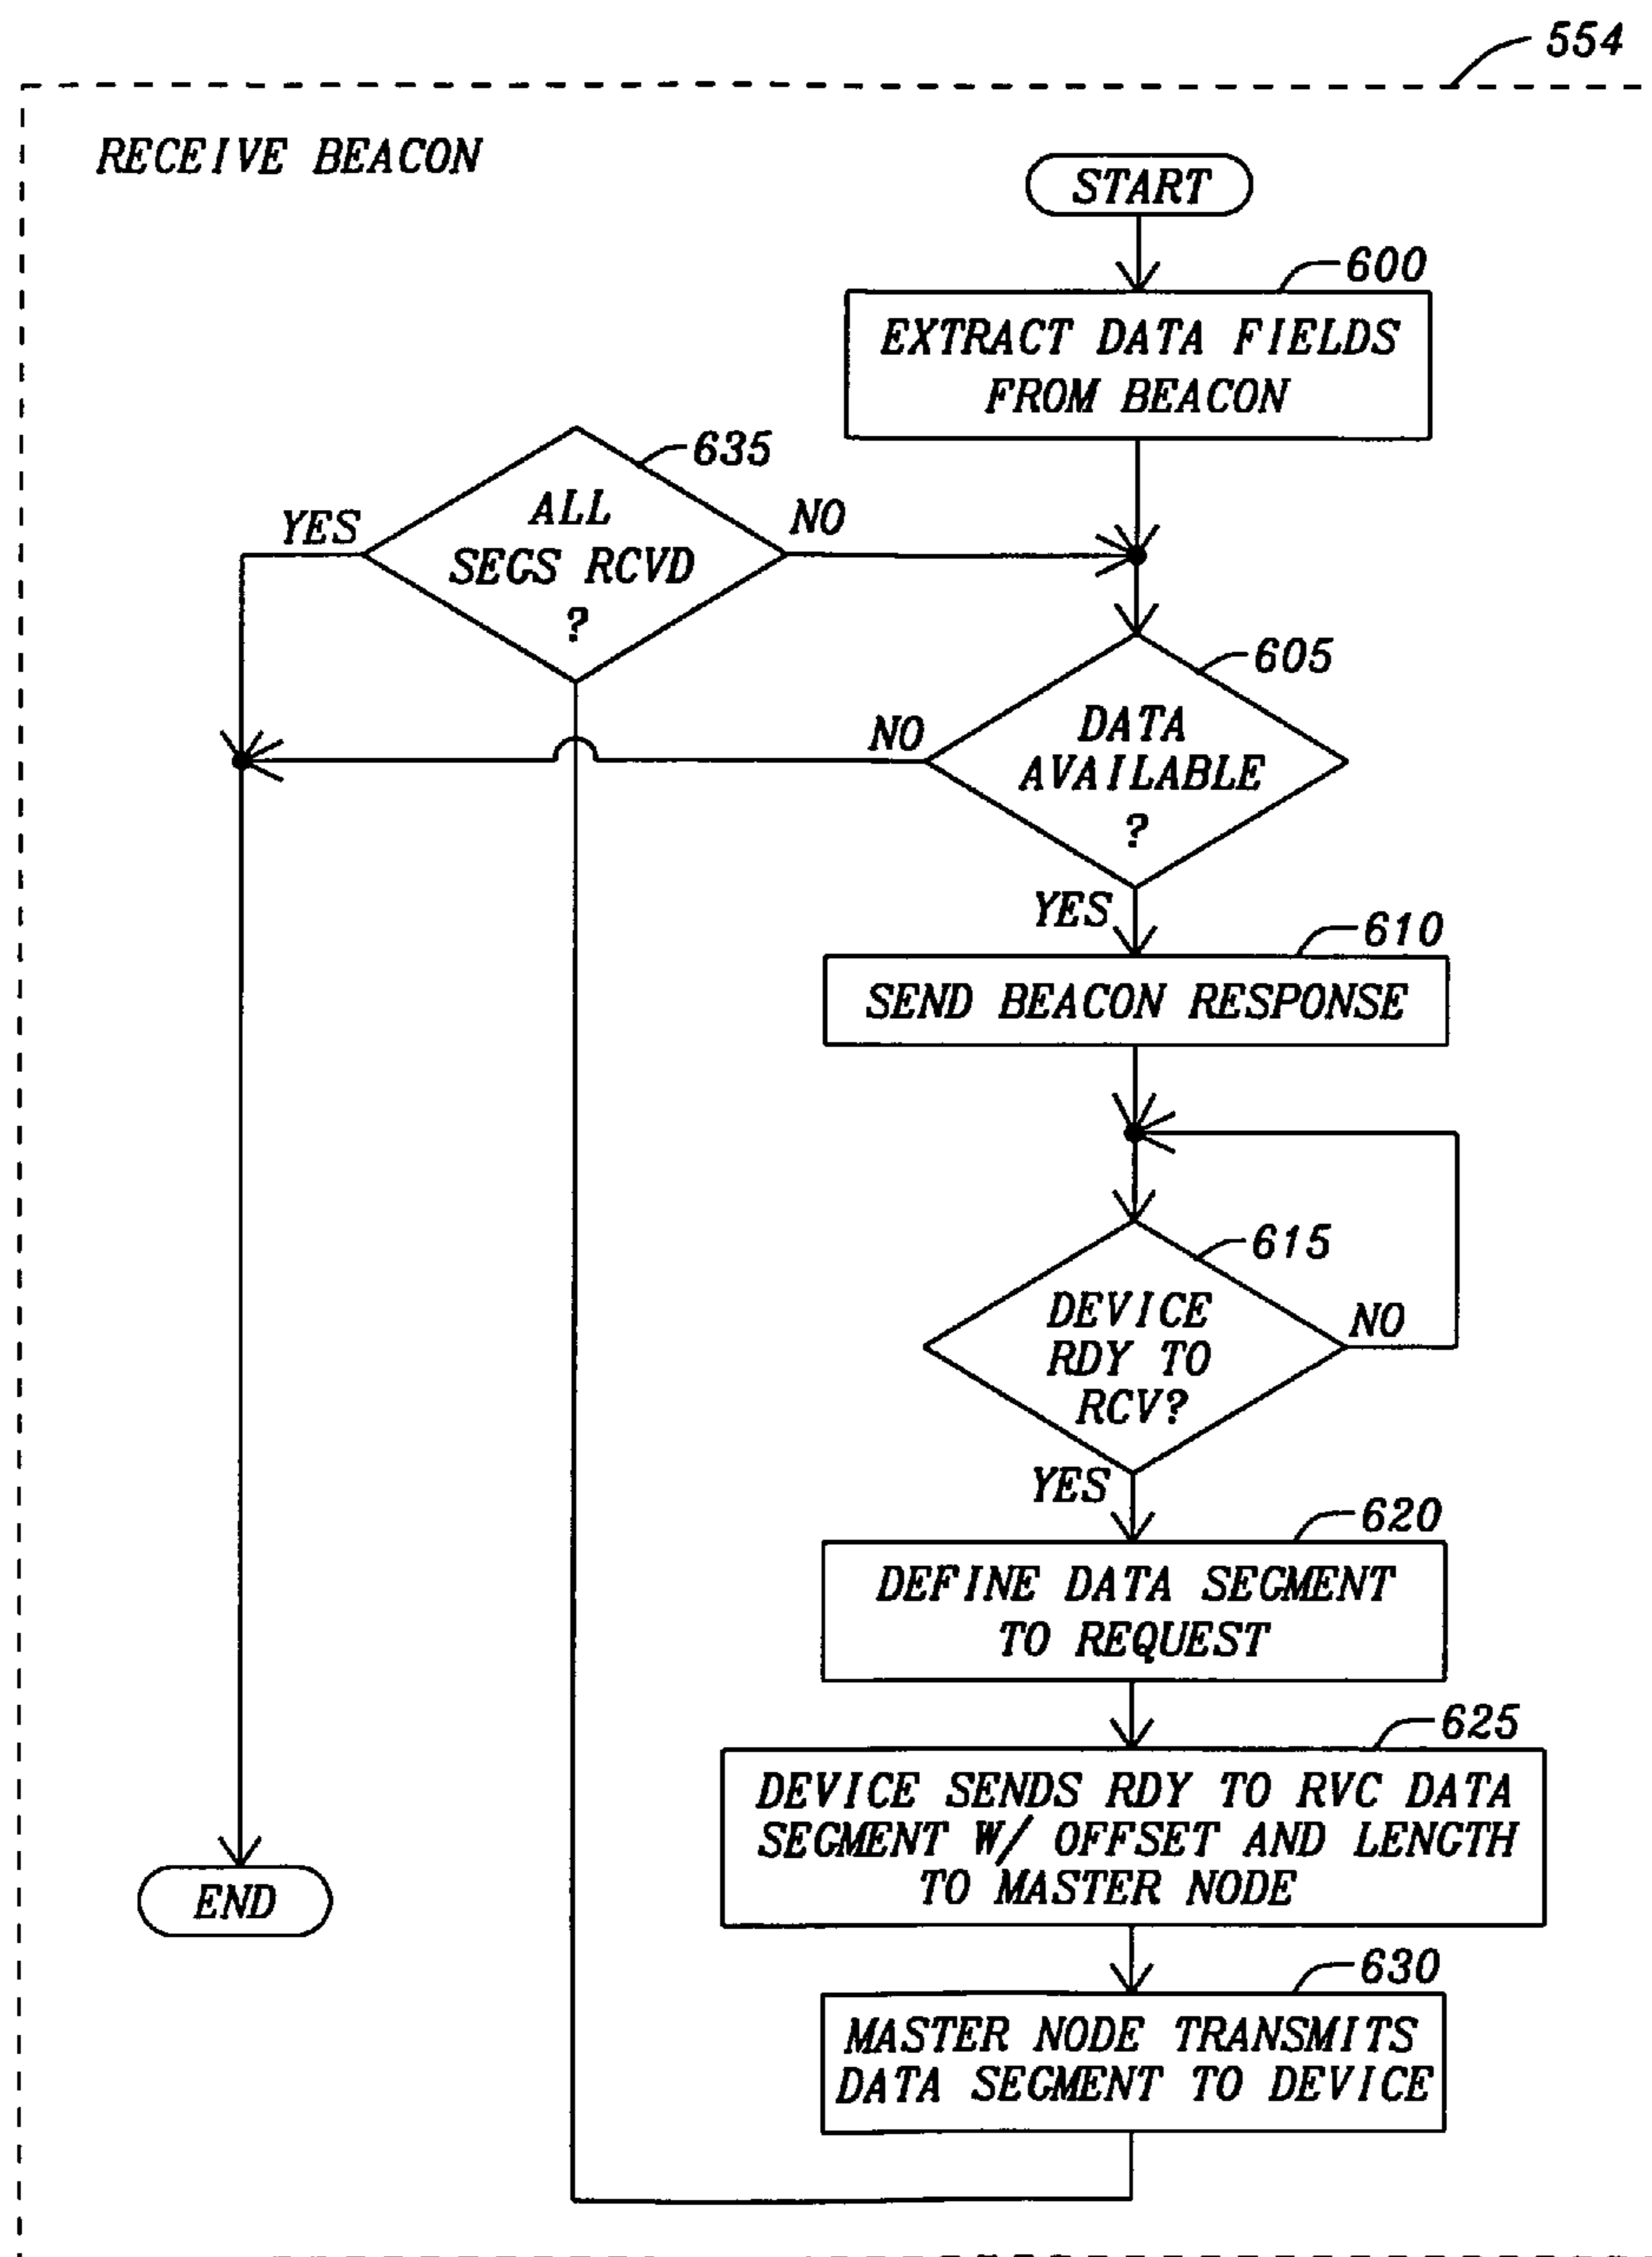 554
RECEIVE BEACON
START
600
EXTRACT DATA FIELDS
FROM BEACON
635
ALL
SEGS RCVD
?
YES
NO
605
DATA
AVAILABLE
?
NO
YES
610
SEND BEACON RESPONSE
615
DEVICE
RDY TO
RCV?
NO
YES
620
DEFINE DATA SEGMENT
TO REQUEST
625
DEVICE SENDS RDY TO RVC DATA
SEGMENT W/ OFFSET AND LENGTH
TO MASTER NODE
END
630
MASTER NODE TRANSMITS
DATA SEGMENT TO DEVICE